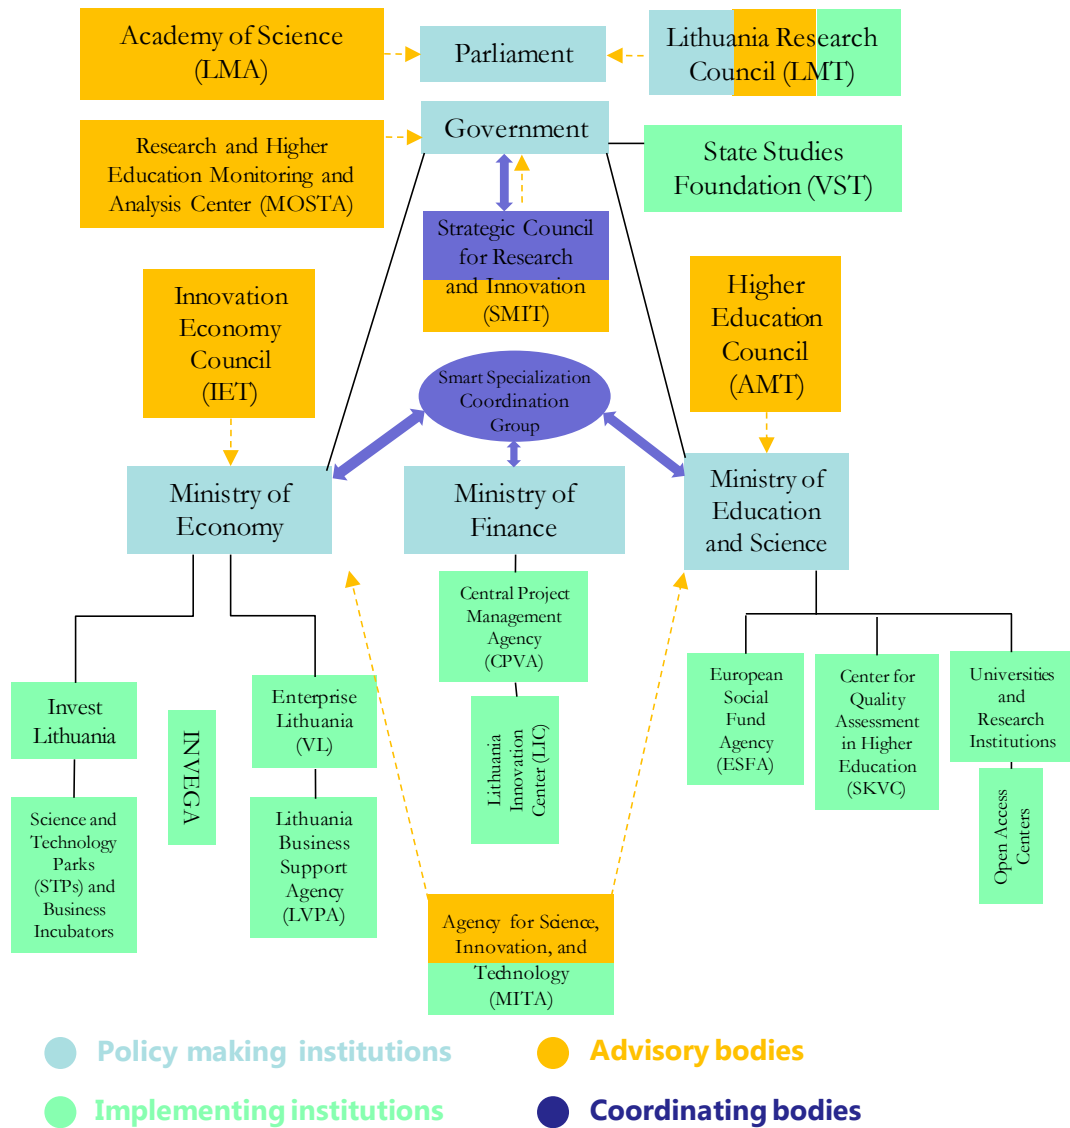 Academy of Science
(LMA)
Parliament
Lithuania Research
Council (LMT)
Government
Research and Higher
Education Monitoring and
Analysis Center (MOSTA)
State Studies
Foundation (VST)
Strategic Council
for Research
and Innovation
(SMIT)
Innovation
Economy
Council
(IET)
Higher
Education
Council
(AMT)
Smart Specialization
Coordination
Group
Ministry of
Economy
Ministry of
Finance
Ministry of
Education
and Science
Central Project
Management
Agency
(CPVA)
Invest
Lithuania
INVEGA
Enterprise
Lithuania
(VL)
Lithuania
Innovation
Center (LIC)
European
Social
Fund
Agency
(ESFA)
Center for
Quality
Assessment
in Higher
Education
(SKVC)
Universities
and
Research
Institutions
Science and
Technology
Parks
(STPs) and
Business
Incubators
Lithuania
Business
Support
Agency
(LVPA)
Open Access
Centers
Agency for Science,
Innovation, and
Technology
(MITA)
Policy making institutions
Advisory bodies
Implementing institutions
Coordinating bodies